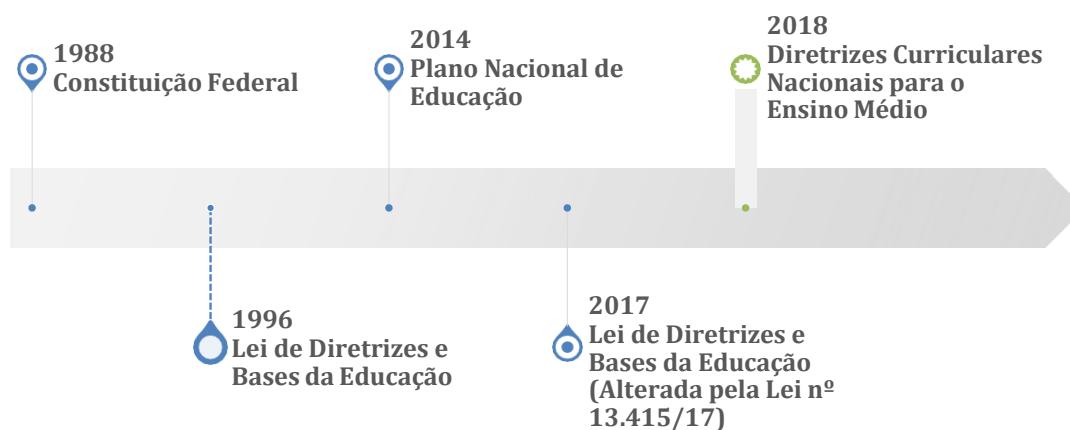 1988
Constituição Federal
2014
Plano Nacional de
Educação
2018
Diretrizes Curriculares
Nacionais para o
Ensino Médio
1996
Lei de Diretrizes e
Bases da Educação
2017
Lei de Diretrizes e
Bases da Educação
(Alterada pela Lei nº
13.415/17)